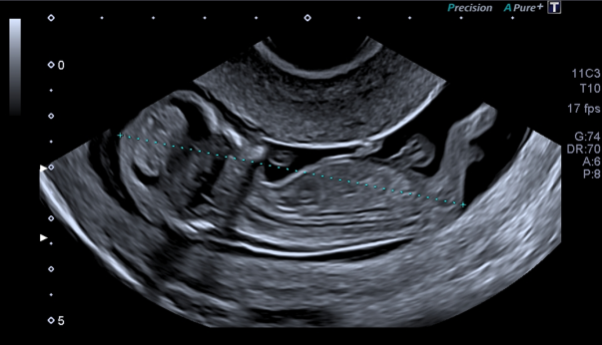 Precision APure+ T
0
11C3
T10
17 fps
G:74
DR:70
A:6
P:8
5